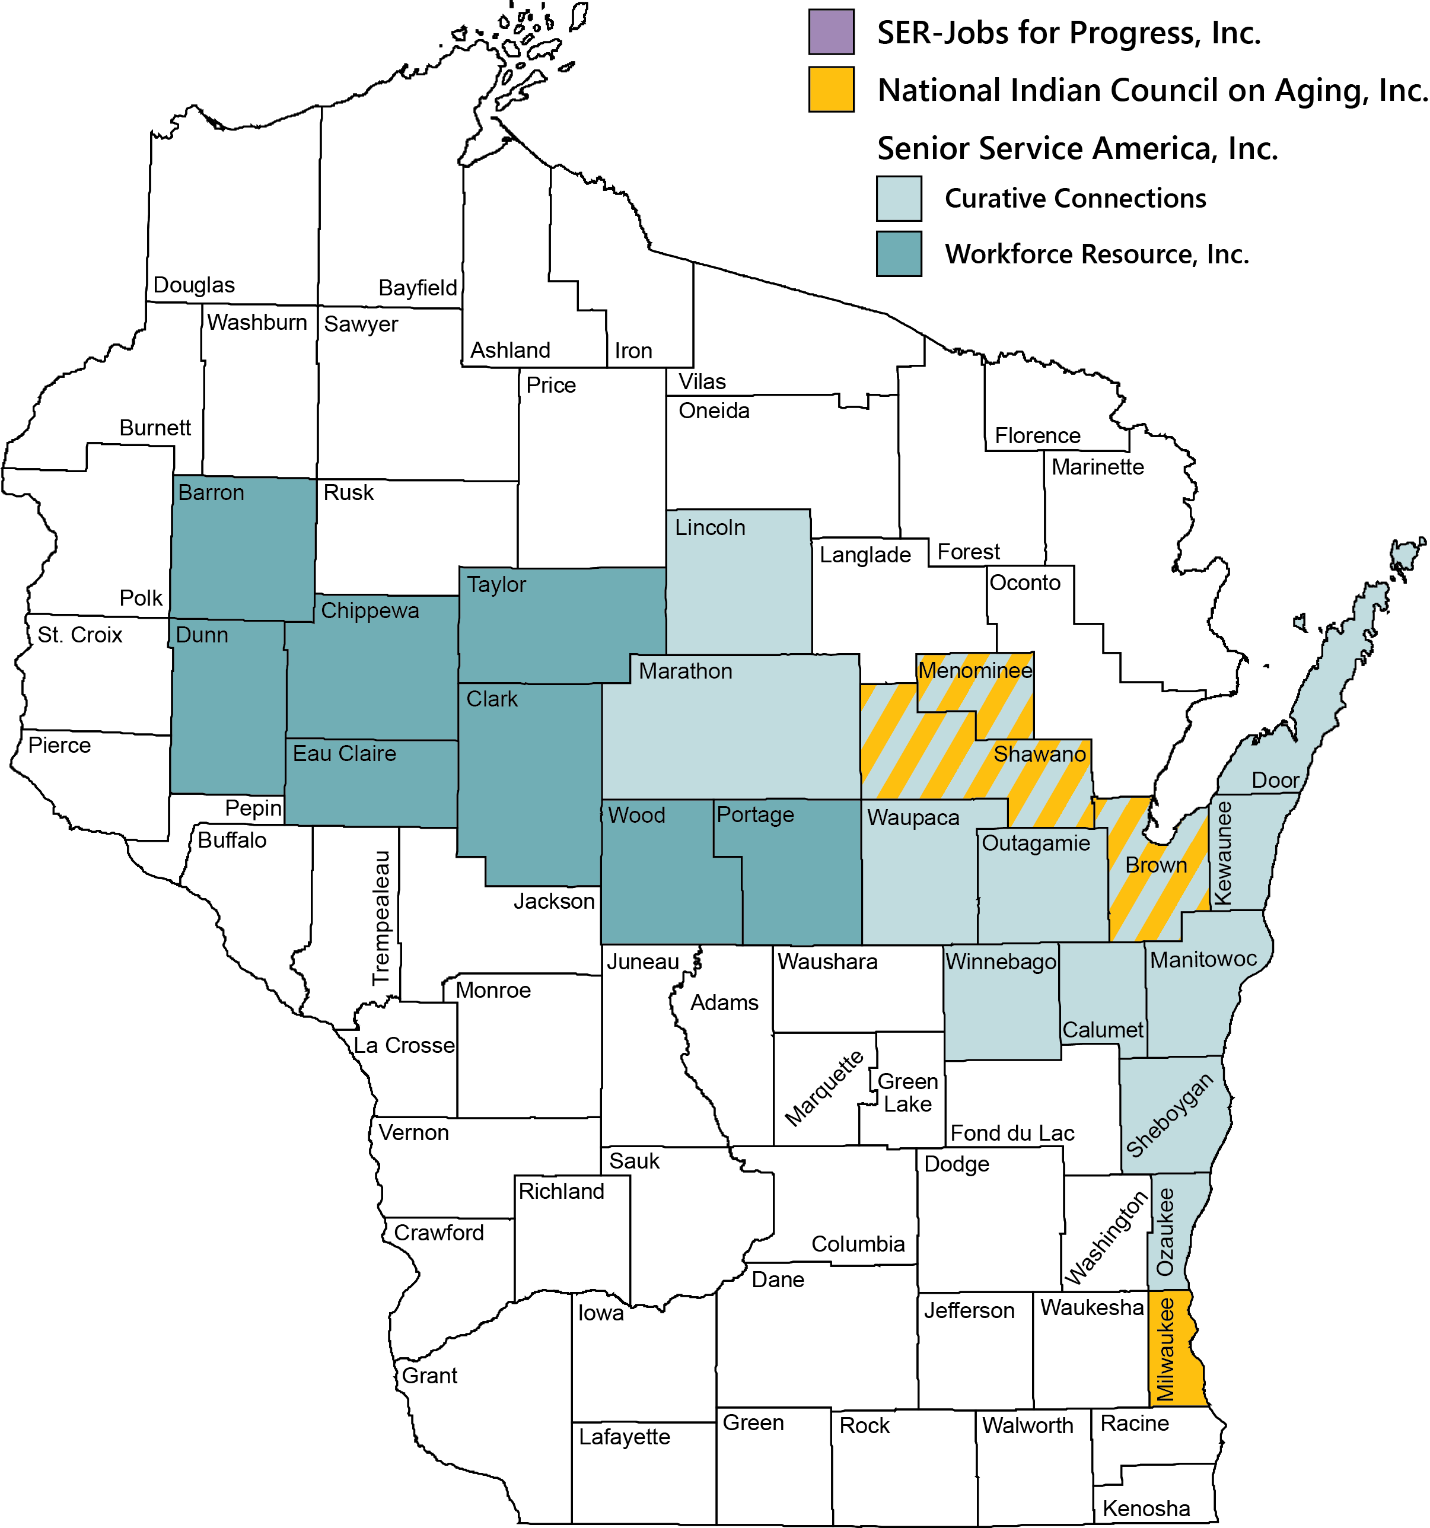 SER-Jobs for Progress, Inc.
National Indian Council on Aging, Inc.
Senior Service America, Inc.
Curative Connections
Workforce Resource, Inc.
Douglas
Bayfield
Washburn
Sawyer
Ashland
Iron
Price
Vilas
Oneida
Burnett
Florence
Marinette
Barron
Rusk
Lincoln
Langlade
Forest
Oconto
Taylor
Polk
Chippewa
St. Croix
Dunn
Marathon
Menominee
Clark
Pierce
Eau Claire
Shawano
Door
Pepin
Wood
Portage
Waupaca
Buffalo
Outagamie
Brown
Kewaunee
Trempealeau
Jackson
Juneau
Waushara
Winnebago
Manitowoc
Monroe
Adams
Calumet
La Crosse
Marquette
Green
Lake
Sheboygan
Vernon
Fond du Lac
Sauk
Dodge
Richland
Crawford
Columbia
Washington
Ozaukee
Dane
Iowa
Jefferson
Waukesha
Milwaukee
Grant
Lafayette
Green
Rock
Walworth
Racine
Kenosha